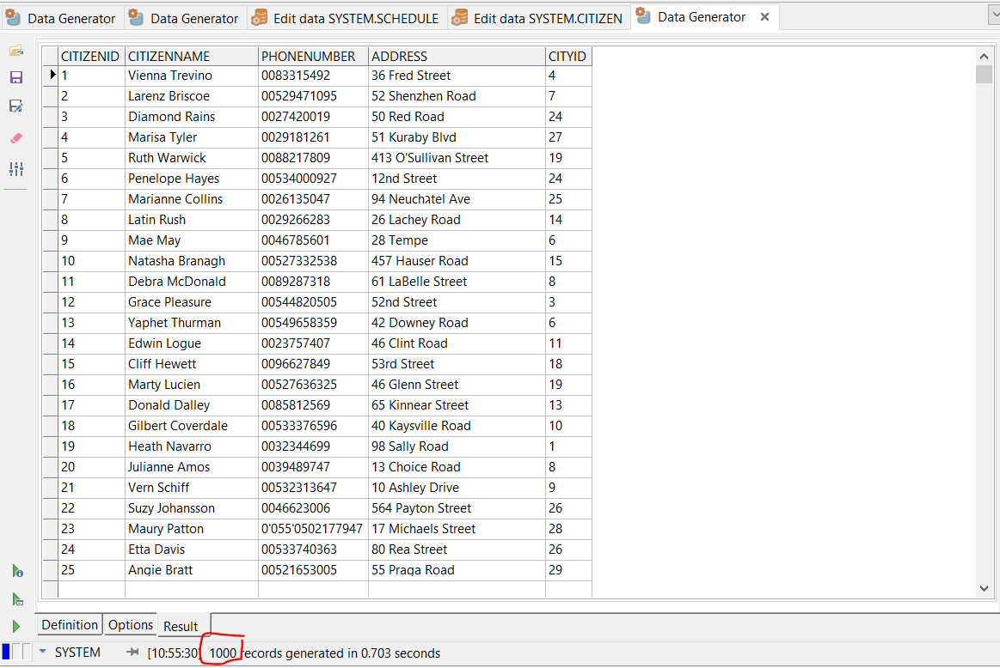 Data Generator Data Generator Edit data SYSTEM.SCHEDULE Edit data SYSTEM.CITIZEN Data Generator
CITIZENID CITIZENNAME PHONENUMBER ADDRESS CITYID
1 Vienna Trevino 0083315492 36 Fred Street 4
2 Larenz Briscoe 00529471095 52 Shenzhen Road 7
3 Diamond Rains 0027420019 50 Red Road 24
4 Marisa Tyler 0029181261 51 Kuraby Blvd 27
5 Ruth Warwick 0088217809 413 O'Sullivan Street 19
6 Penelope Hayes 00534000927 12nd Street 24
7 Marianne Collins 0026135047 94 Ave 25
8 Latin Rush 0029266283 26 Lachey Road 14
9 Mae May 0046785601 28 Tempe 6
10 Natasha Branagh 00527332538 457 Hauser Road 15
11 Debra McDonald 0089287318 61 LaBelle Street 8
12 Grace Pleasure 00544820505 52nd Street 3
13 Yaphet Thurman 00549658359 42 Downey Road 6
14 Edwin Logue 0023757407 46 Clint Road 11
15 Cliff Hewett 0096627849 53rd Street 18
16 Marty Lucien 00527636325 46 Glenn Street 19
17 Donald Dalley 0085812569 65 Kinnear Street 13
18 Gilbert Coverdale 00533376596 40 Kaysville Road 10
19 Heath Navarro 0032344699 98 Sally Road 1
20 Julianne Amos 0039489747 13 Choice Road 8
21 Vern Schiff 00532313647 10 Ashley Drive 9
22 Suzy Johansson 0046623006 564 Payton Street 26
23 Maury Patton 0'055'0502177947 17 Michaels Street 28
24 Etta Davis 00533740363 80 Rea Street 26
25 Angie Bratt 00521653005 55 Praga Road 29
Definition Options Result
SYSTEM [10:55:30] 1000 records generated in 0.703 seconds